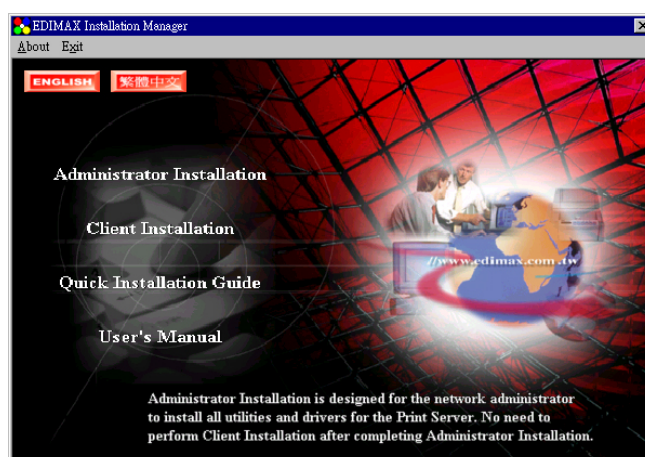 EDIMAX Installation Manager
About Exit
ENGLISH 繁體中文
Administrator Installation
Client Installation
Quick Installation Guide
User's Manual
//www.edimax.com.tw
Administrator Installation is designed for the network administrator
to install all utilities and drivers for the Print Server. No need to
perform Client Installation after completing Administrator Installation.